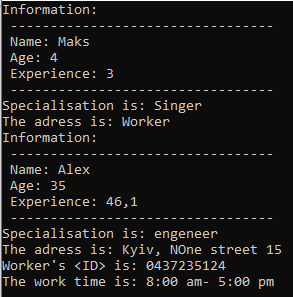 Information:
---------------------------------
Name: Maks
Age: 4
Experience: 3
---------------------------------
Specialisation is: Singer
The adress is: Worker
Information:
---------------------------------
Name: Alex
Age: 35
Experience: 46,1
---------------------------------
Specialisation is: engeneer
The adress is: Kyiv, NOne street 15
Worker's <ID> is: 0437235124
The work time is: 8:00 am- 5:00 pm